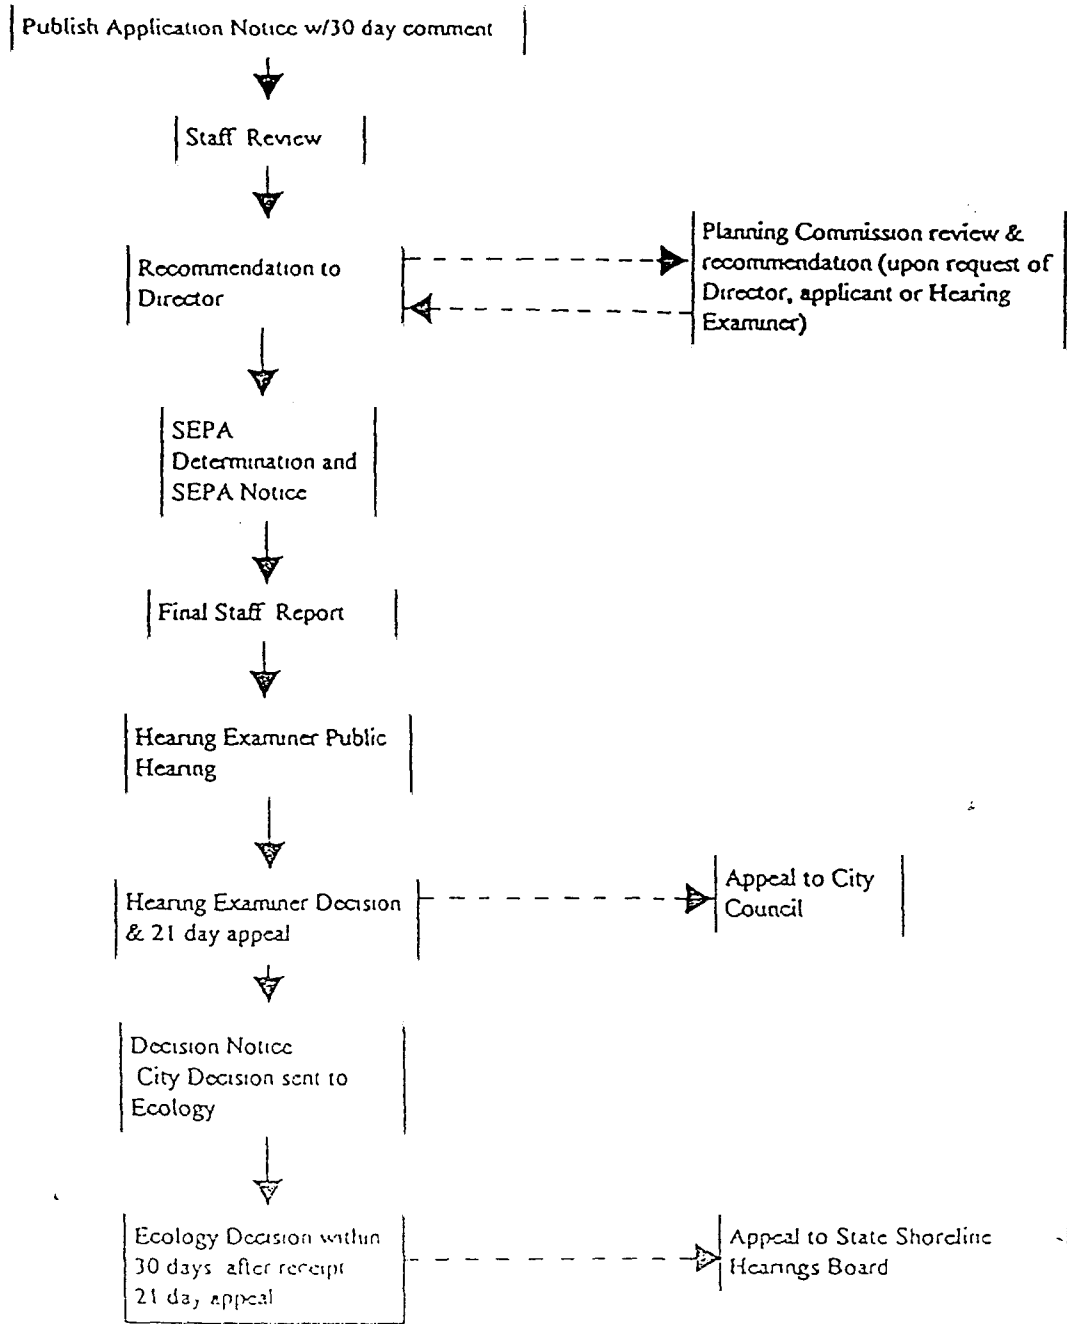 Publish Application Notice w/30 day comment
Staff Review
Recommendation to
Director
Planning Commission review &
recommendation (upon request of
Director, applicant or Hearing
Examiner)
SEPA
Determination and
SEPA Notice
Final Staff Report
Hearing Examiner Public
Hearing
Hearing Examiner Decision
& 21 day appeal
Appeal to City
Council
Decision Notice
City Decision sent to
Ecology
Ecology Decision within
30 days after receipt
21 day appeal
Appeal to State Shoreline
Hearings Board